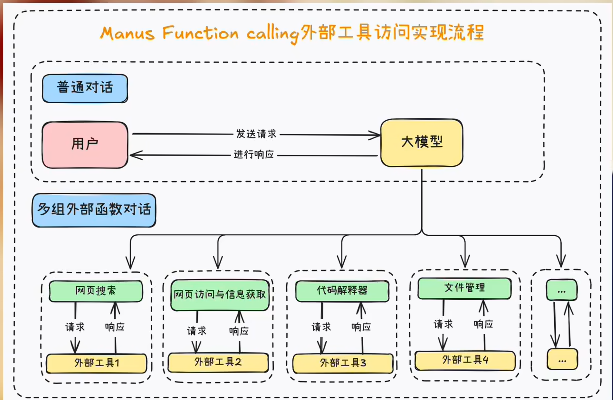 Manus Function calling外部工具访问实现流程
普通对话
用户
发送请求
进行响应
大模型
多组外部函数对话
网页搜索
请求
响应
外部工具1
网页访问与信息获取
请求
响应
外部工具2
代码解释器
请求
响应
外部工具3
文件管理
请求
响应
外部工具4
...
...